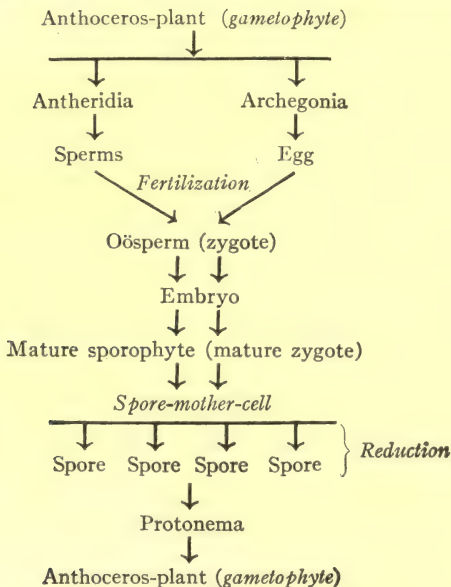 Anthoceros-plant (gametophyte)
Antheridia Archegonia
Sperms Egg
Fertilization
Oösperm (zygote)
Embryo
Mature sporophyte (mature zygote)
Spore-mother-cell
Spore Spore Spore Spore } Reduction
Protonema
Anthoceros-plant (gametophyte)